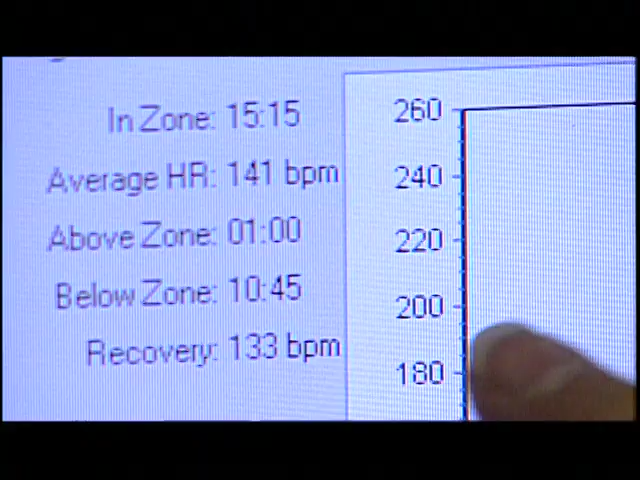 In Zone: 15:15
Average HR: 141 bpm
Above Zone: 01:00
Below Zone: 10:45
Recovery: 133 bpm
260
240
220
200
180